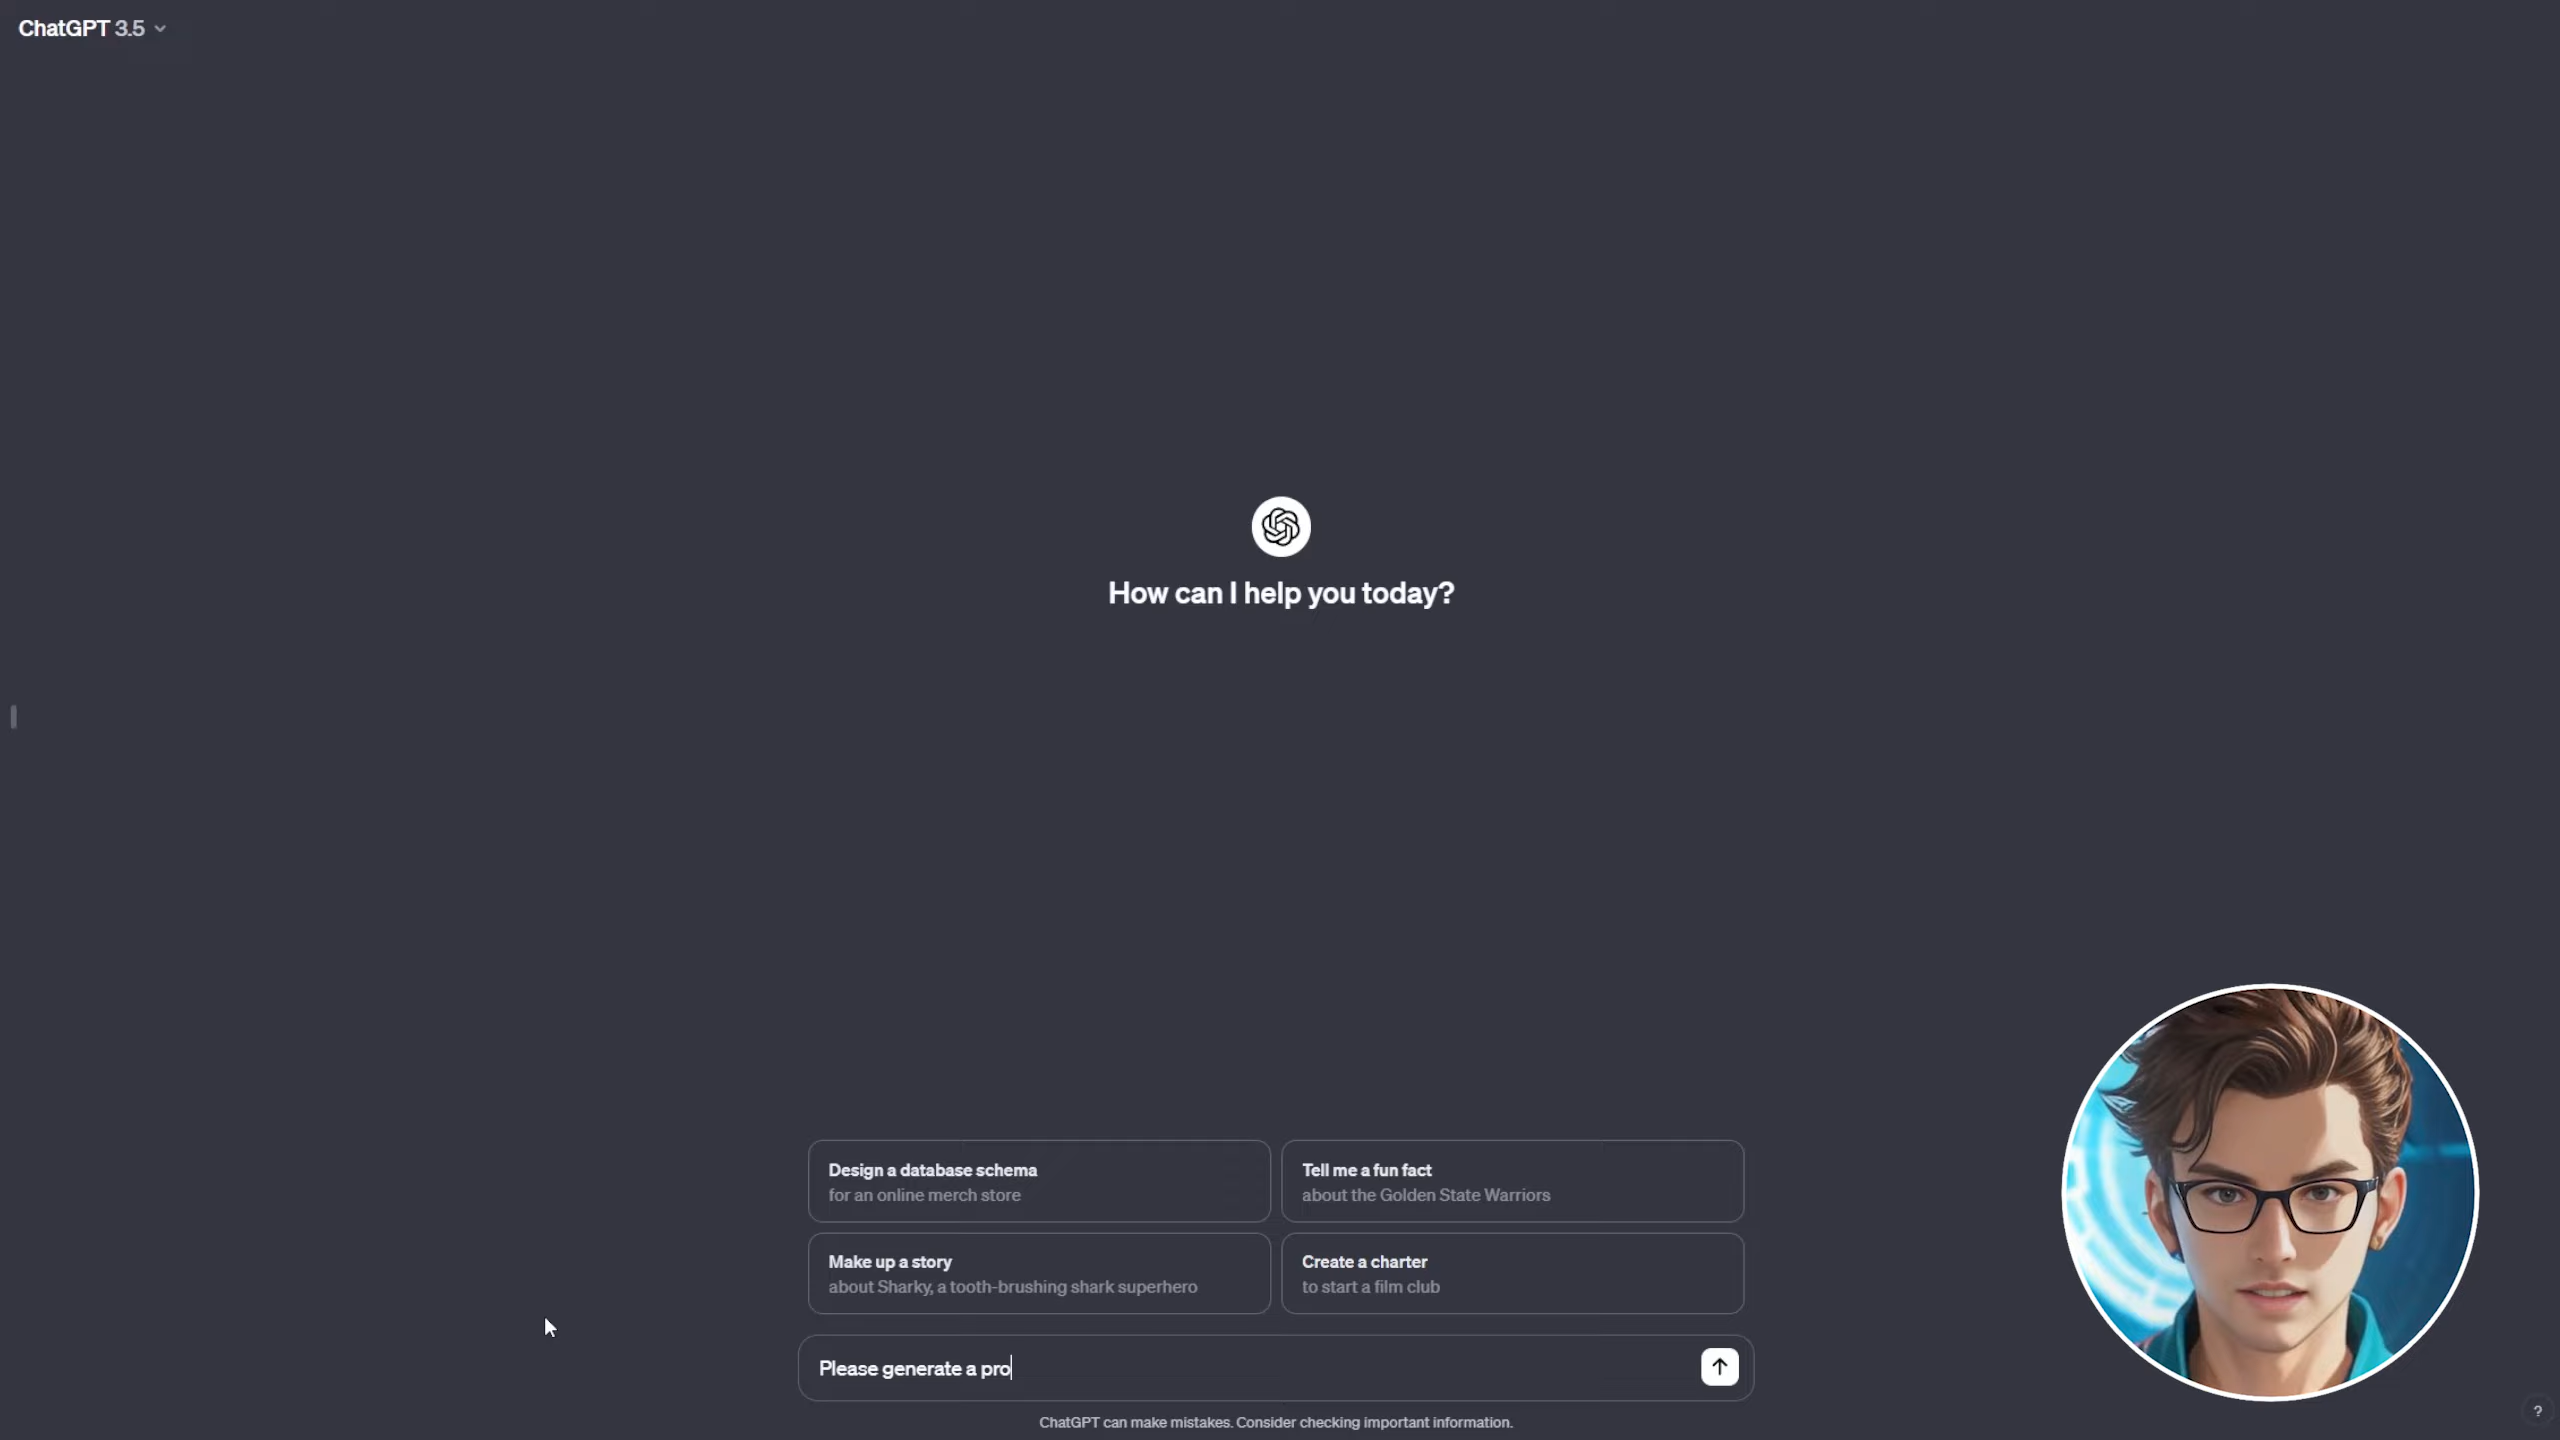 ChatGPT 3.5
How can I help you today?
Design a database schema
for an online merch store
Tell me a fun fact
about the Golden State Warriors
Make up a story
about Sharky, a tooth-brushing shark superhero
Create a charter
to start a film club
Please generate a pro
ChatGPT can make mistakes. Consider checking important information.
?